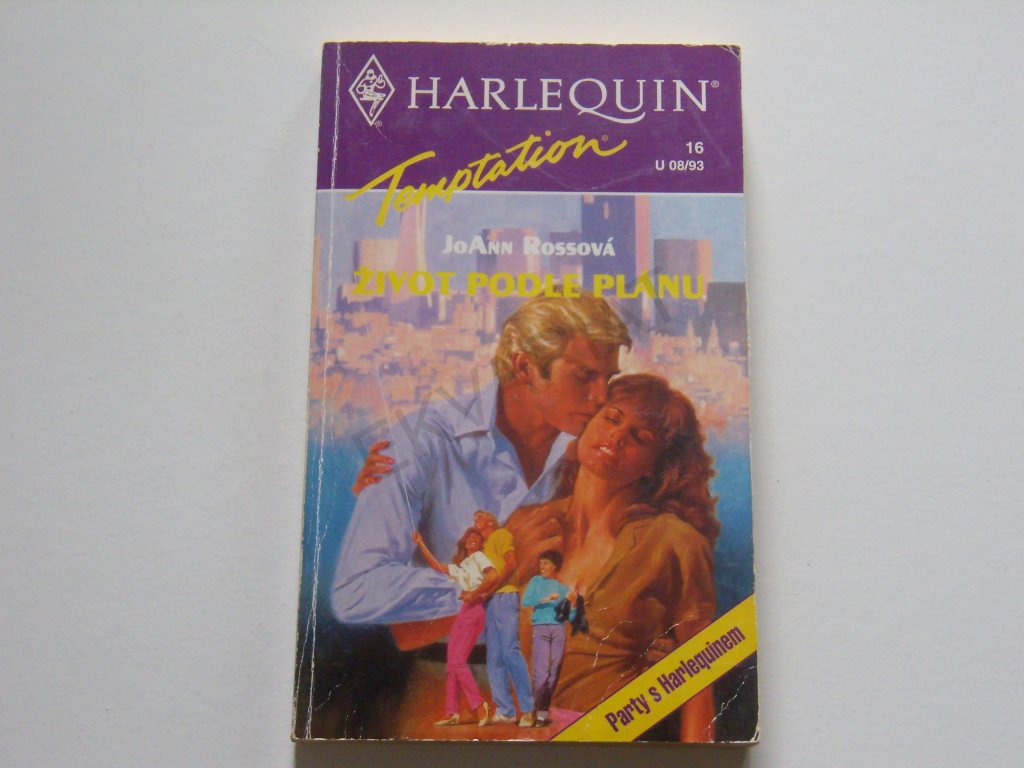 HARLEQUIN®
Temptation®
16
U 08/93
JoAnn Rossová
ŽIVOT PODLE PLÁNU
Party s Harlequinem